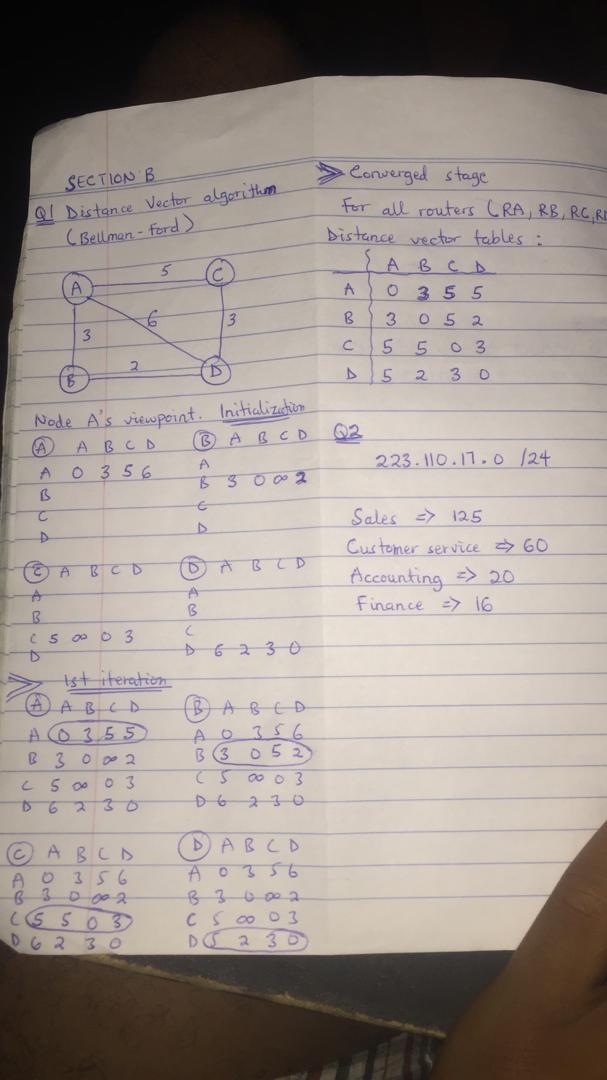 SECTION B
Q1 Distance Vector algorithm
(Bellman-ford)
A 5 C
3 6 3
B 2 D
Node A's viewpoint. Initialization
(A) A B C D
A 0 3 5 6
B
C
D
(B) A B C D
A
B 3 0 ∞ 2
C
D
(C) A B C D
A
B
C 5 ∞ 0 3
D
(D) A B C D
A
B
C
D 6 2 3 0
1st iteration
(A) A B C D
A 0 3 5 5
B 3 0 ∞ 2
C 5 ∞ 0 3
D 6 2 3 0
(B) A B C D
A 0 3 5 6
B 3 0 5 2
C 5 ∞ 0 3
D 6 2 3 0
(C) A B C D
A 0 3 5 6
B 3 0 ∞ 2
C 5 5 0 3
D 6 2 3 0
(D) A B C D
A 0 3 5 6
B 3 0 ∞ 2
C 5 ∞ 0 3
D 5 2 3 0
Converged stage
For all routers (RA, RB, RC,
Distance vector tables :
A B C D
A 0 3 5 5
B 3 0 5 2
C 5 5 0 3
D 5 2 3 0
Q2
223.110.17.0 /24
Sales => 125
Customer service => 60
Accounting => 20
Finance => 16